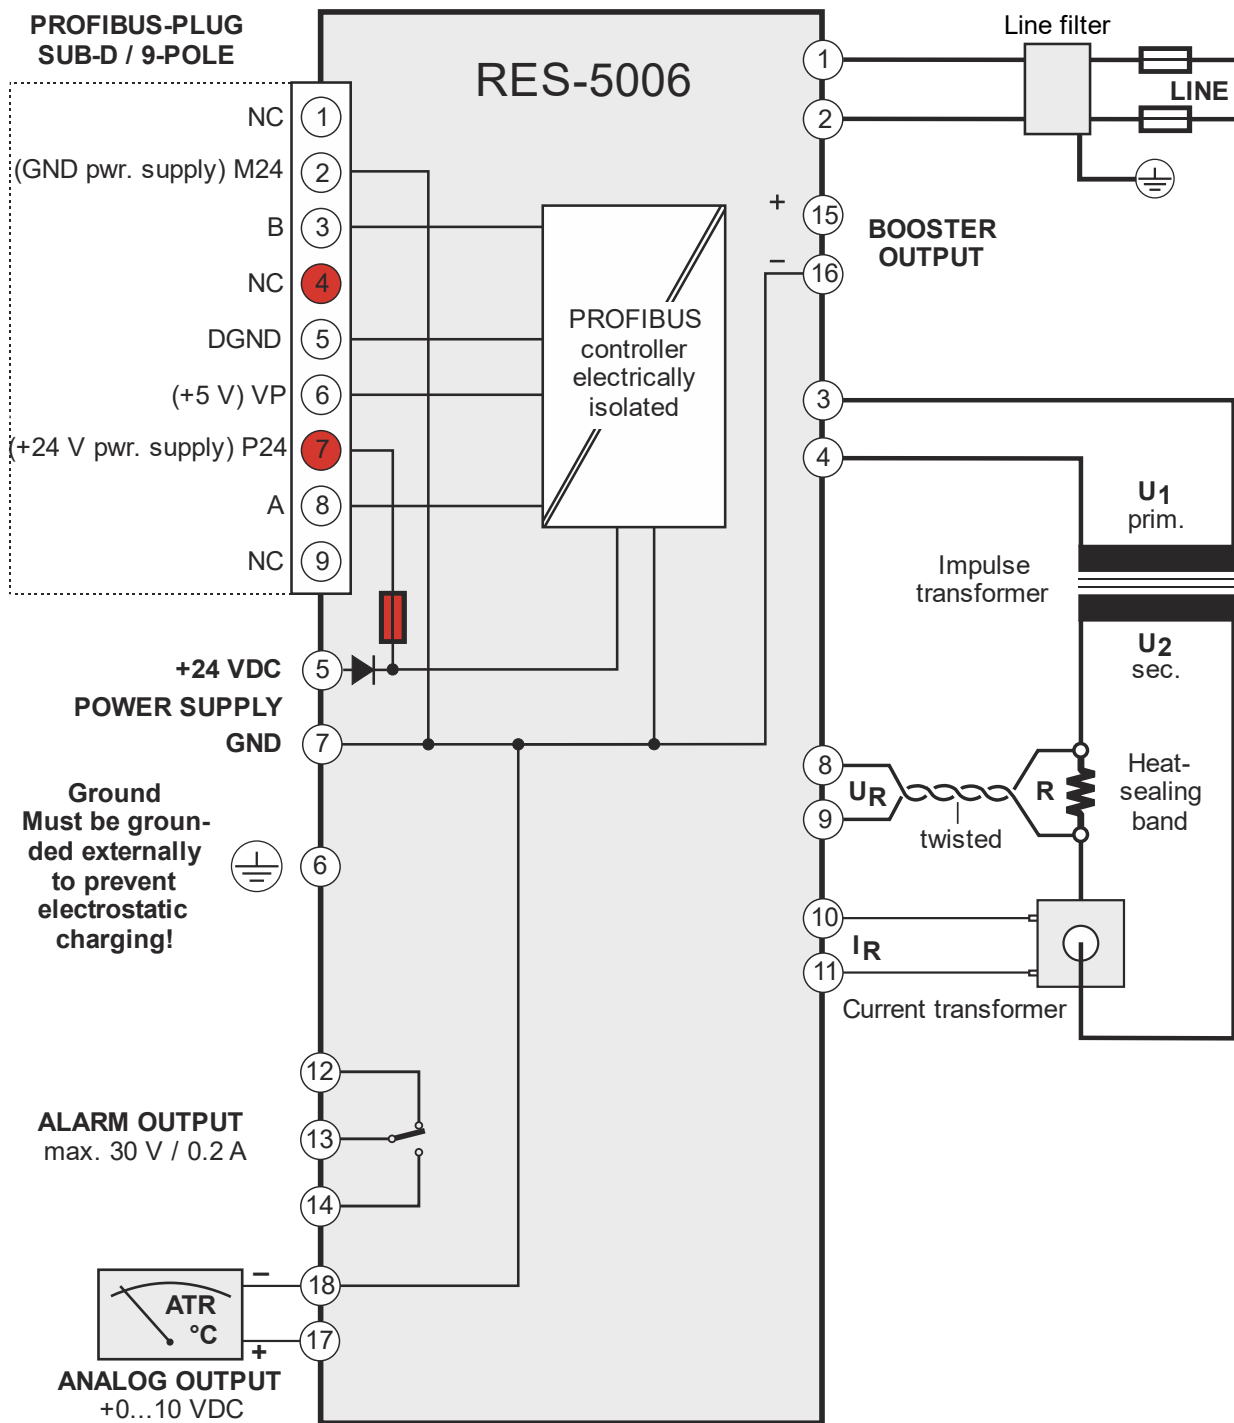 PROFIBUS-PLUG
SUB-D / 9-POLE
RES-5006
Line filter
LINE
1
2
NC 1
(GND pwr. supply) M24 2
B 3
NC 4
DGND 5
(+5 V) VP 6
(+24 V pwr. supply) P24 7
A 8
NC 9
PROFIBUS
controller
electrically
isolated
+ 15
– 16
BOOSTER
OUTPUT
3
4
U1
prim.
Impulse
transformer
U2
sec.
+24 VDC 5
POWER SUPPLY
GND 7
Ground
Must be groun-
ded externally
to prevent
electrostatic
charging!
6
8
9
UR
twisted
R
Heat-
sealing
band
10
11
IR
Current transformer
12
13
14
ALARM OUTPUT
max. 30 V / 0.2 A
– 18
+ 17
ATR
°C
ANALOG OUTPUT
+0...10 VDC